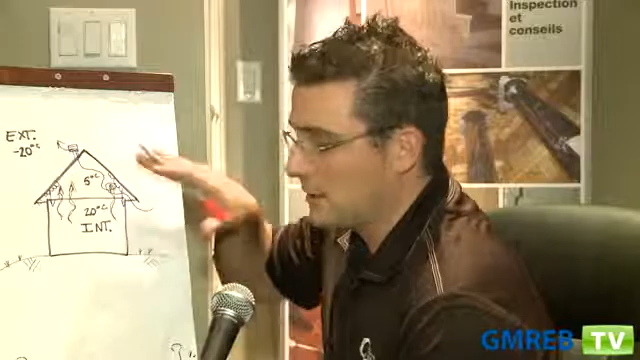 Inspection
et
conseils
EXT.
-20°C
5°C
20°C
INT.
GMREB TV